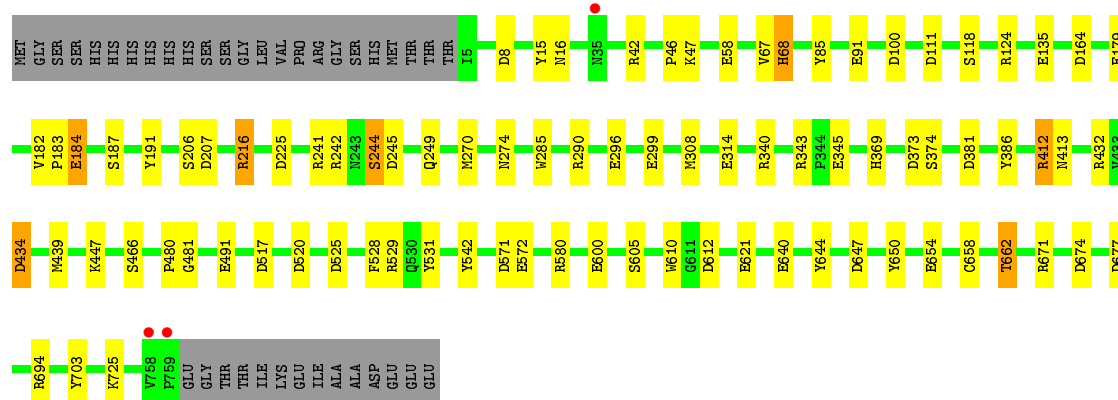 MET GLY SER SER HIS HIS HIS HIS HIS HIS SER SER GLY LEU VAL PRO ARG GLY SER HIS MET THR THR THR I5 D8 Y15 N16 N35 R42 P46 K47 E58 V67 H68 Y85 E91 D100 D111 S118 R124 E135 D164
V182 P183 E184 S187 Y191 S206 D207 R216 D225 R241 R242 N243 S244 D245 Q249 M270 N274 W285 R290 E296 E299 M308 E314 R340 R343 P344 E345 H369 D373 S374 D381 Y386 R412 N413 R432
D434 M439 K447 S466 P480 G481 E491 D517 D520 D525 F528 R529 Q530 Y531 Y542 D571 E572 R580 E600 S605 W610 G611 D612 E621 E640 Y644 D647 Y650 E654 C658 T662 R671 D674
R694 Y703 K725 V758 P759 GLU GLY THR THR ILE LYS GLU ILE ALA ALA ASP GLU GLU GLU